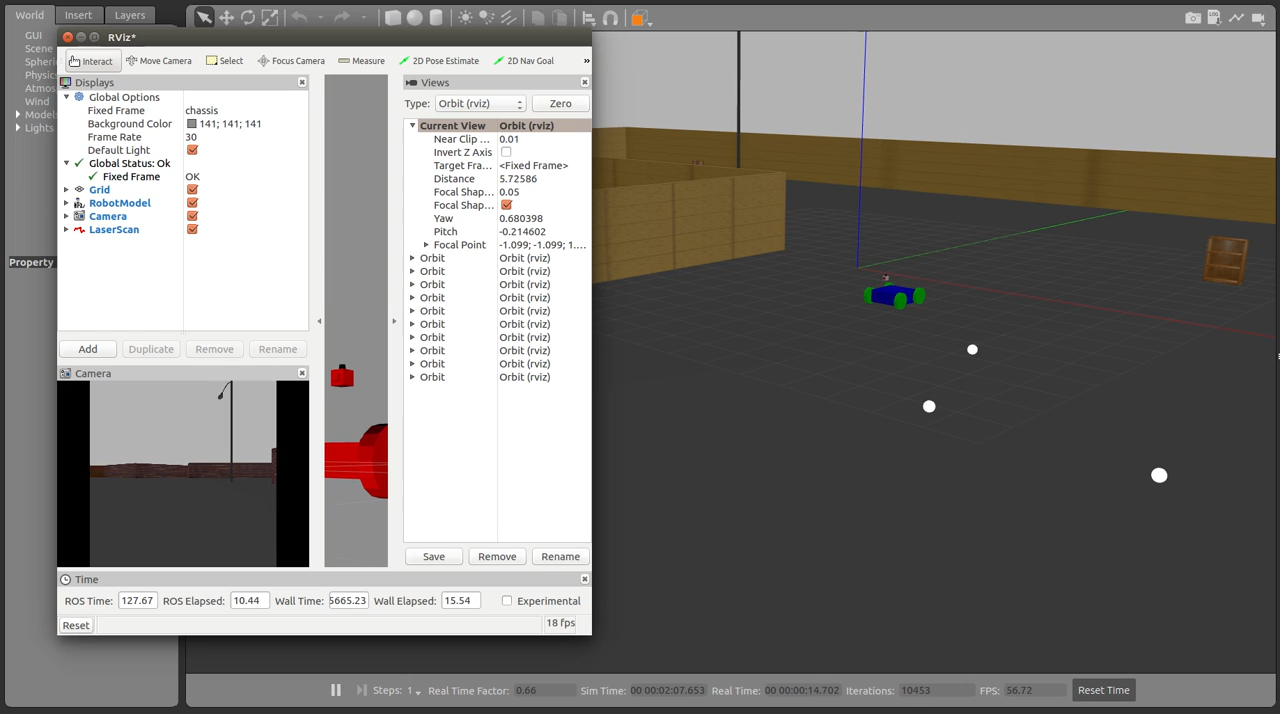 World Insert Layers
GUI
Scene
Spheri
Physic
Atmos
Wind
Models
Lights
Property
RViz*
Interact Move Camera Select Focus Camera Measure 2D Pose Estimate 2D Nav Goal »
Displays
Global Options
Fixed Frame chassis
Background Color 141; 141; 141
Frame Rate 30
Default Light
Global Status: Ok
Fixed Frame OK
Grid
RobotModel
Camera
LaserScan
Add Duplicate Remove Rename
Camera
Views
Type: Orbit (rviz) Zero
Current View Orbit (rviz)
Near Clip ... 0.01
Invert Z Axis
Target Fra... <Fixed Frame>
Distance 5.72586
Focal Shap... 0.05
Focal Shap...
Yaw 0.680398
Pitch -0.214602
Focal Point -1.099; -1.099; 1....
Orbit Orbit (rviz)
Orbit Orbit (rviz)
Orbit Orbit (rviz)
Orbit Orbit (rviz)
Orbit Orbit (rviz)
Orbit Orbit (rviz)
Orbit Orbit (rviz)
Orbit Orbit (rviz)
Orbit Orbit (rviz)
Orbit Orbit (rviz)
Save Remove Rename
Time
ROS Time: 127.67 ROS Elapsed: 10.44 Wall Time: 5665.23 Wall Elapsed: 15.54 Experimental
Reset 18 fps
Steps: 1 Real Time Factor: 0.66 Sim Time: 00 00:02:07.653 Real Time: 00 00:00:14.702 Iterations: 10453 FPS: 56.72 Reset Time